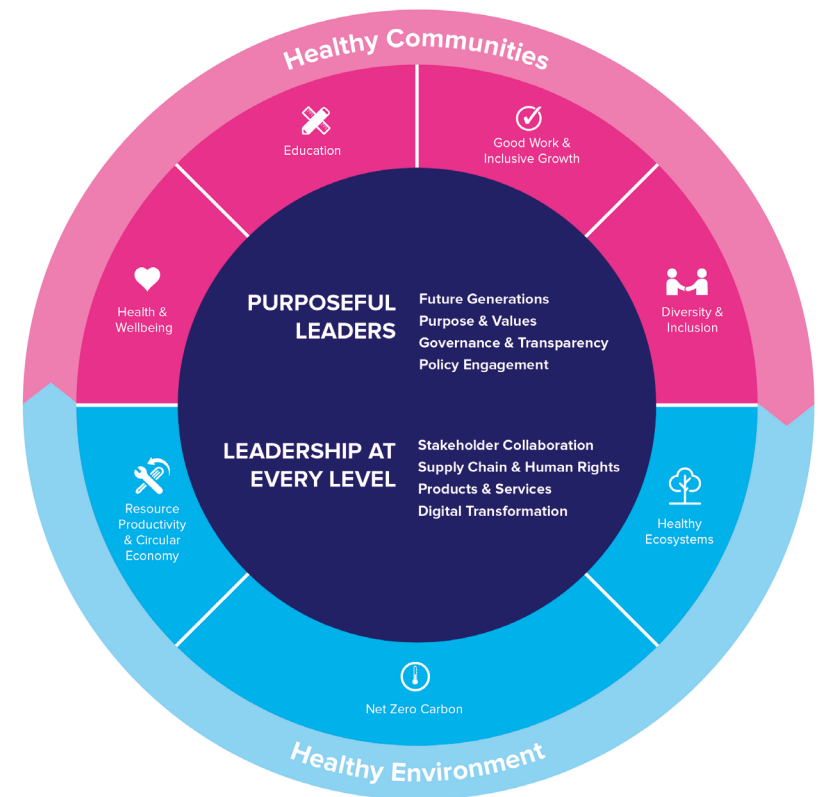 Healthy Communities
Education
Good Work &
Inclusive Growth
Health &
Wellbeing
Diversity &
Inclusion
PURPOSEFUL
LEADERS
Future Generations
Purpose & Values
Governance & Transparency
Policy Engagement
LEADERSHIP AT
EVERY LEVEL
Stakeholder Collaboration
Supply Chain & Human Rights
Products & Services
Digital Transformation
Resource
Productivity
& Circular
Economy
Healthy
Ecosystems
Net Zero Carbon
Healthy Environment